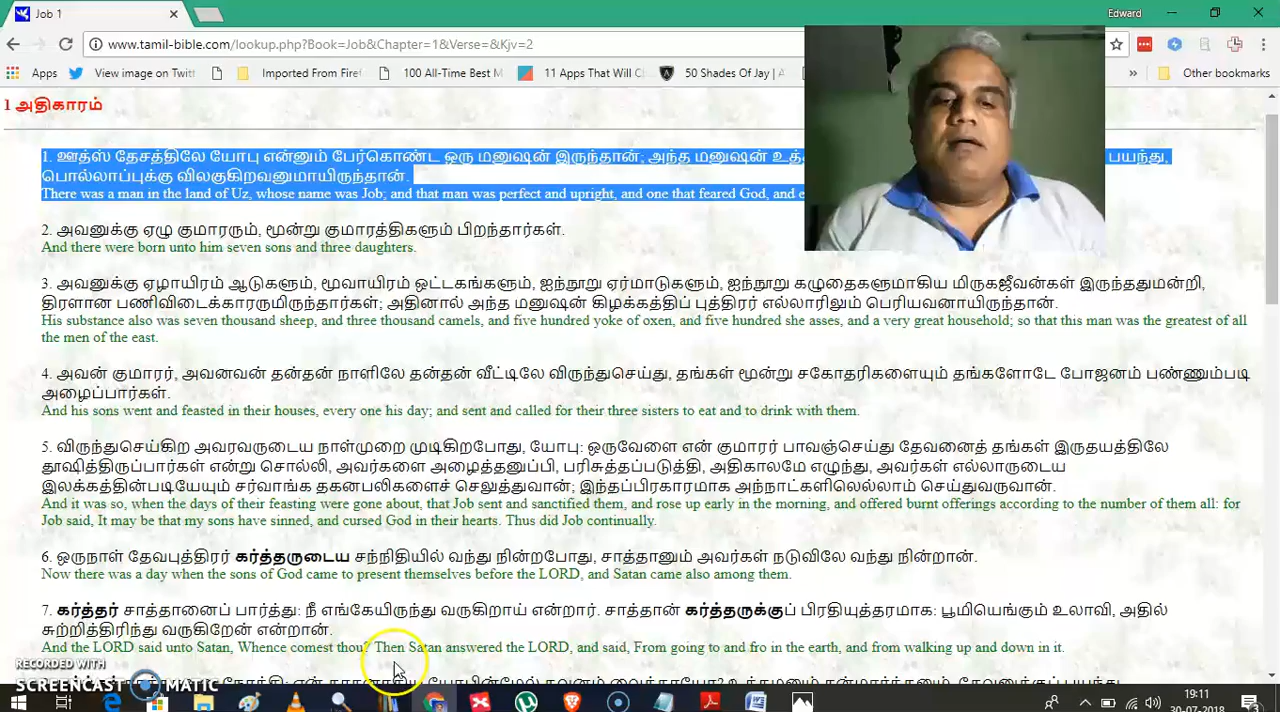 Job 1
Edward
www.tamil-bible.com/lookup.php?Book=Job&Chapter=1&Verse=&Kjv=2
Apps View image on Twitt Imported From Firef 100 All-Time Best M 11 Apps That Will C 50 Shades Of Jay | A » Other bookmarks
1 அதிகாரம்
1. ஊத்ஸ் தேசத்திலே யோபு என்னும் பேர்கொண்ட ஒரு மனுஷன் இருந்தான்; அந்த மனுஷன் பயந்து,
பொல்லாப்புக்கு விலகுகிறவனுமாயிருந்தான்.
There was a man in the land of Uz, whose name was Job; and that man was perfect and upright, and one that feared God, and
2. அவனுக்கு ஏழு குமாரரும், மூன்று குமாரத்திகளும் பிறந்தார்கள்.
And there were born unto him seven sons and three daughters.
3. அவனுக்கு ஏழாயிரம் ஆடுகளும், மூவாயிரம் ஒட்டகங்களும், ஐந்நூறு ஏர்மாடுகளும், ஐந்நூறு கழுதைகளுமாகிய மிருகஜீவன்கள் இருந்ததுமன்றி,
திரளான பணிவிடைக்காரருமிருந்தார்கள்; அதினால் அந்த மனுஷன் கிழக்கத்திப் புத்திரர் எல்லாரிலும் பெரியவனாயிருந்தான்.
His substance also was seven thousand sheep, and three thousand camels, and five hundred yoke of oxen, and five hundred she asses, and a very great household; so that this man was the greatest of all
the men of the east.
4. அவன் குமாரர், அவனவன் தன்தன் நாளிலே தன்தன் வீட்டிலே விருந்துசெய்து, தங்கள் மூன்று சகோதரிகளையும் தங்களோடே போஜனம் பண்ணும்படி
அழைப்பார்கள்.
And his sons went and feasted in their houses, every one his day; and sent and called for their three sisters to eat and to drink with them.
5. விருந்துசெய்கிற அவரவருடைய நாள்முறை முடிகிறபோது, யோபு: ஒருவேளை என் குமாரர் பாவஞ்செய்து தேவனைத் தங்கள் இருதயத்திலே
தூஷித்திருப்பார்கள் என்று சொல்லி, அவர்களை அழைத்தனுப்பி, பரிசுத்தப்படுத்தி, அதிகாலமே எழுந்து, அவர்கள் எல்லாருடைய
இலக்கத்தின்படியேயும் சர்வாங்க தகனபலிகளைச் செலுத்துவான்; இந்தப்பிரகாரமாக அந்நாட்களிலெல்லாம் செய்துவருவான்.
And it was so, when the days of their feasting were gone about, that Job sent and sanctified them, and rose up early in the morning, and offered burnt offerings according to the number of them all: for
Job said, It may be that my sons have sinned, and cursed God in their hearts. Thus did Job continually.
6. ஒருநாள் தேவபுத்திரர் கர்த்தருடைய சந்நிதியில் வந்து நின்றபோது, சாத்தானும் அவர்கள் நடுவிலே வந்து நின்றான்.
Now there was a day when the sons of God came to present themselves before the LORD, and Satan came also among them.
7. கர்த்தர் சாத்தானைப் பார்த்து: நீ எங்கேயிருந்து வருகிறாய் என்றார். சாத்தான் கர்த்தருக்குப் பிரதியுத்தரமாக: பூமியெங்கும் உலாவி, அதில்
சுற்றித்திரிந்து வருகிறேன் என்றான்.
And the LORD said unto Satan, Whence comest thou? Then Satan answered the LORD, and said, From going to and fro in the earth, and from walking up and down in it.
RECORDED WITH
SCREENCAST MATIC
19:11
30-07-2018